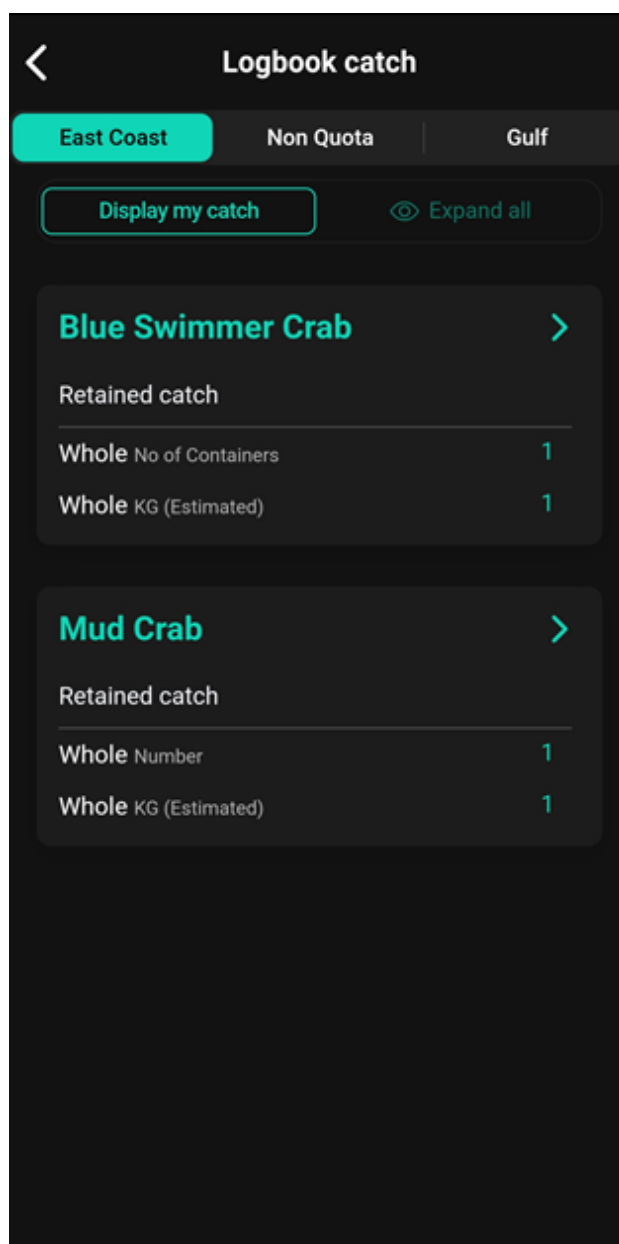 Logbook catch
East Coast Non Quota Gulf
Display my catch Expand all
Blue Swimmer Crab
Retained catch
Whole No of Containers 1
Whole KG (Estimated) 1
Mud Crab
Retained catch
Whole Number 1
Whole KG (Estimated) 1